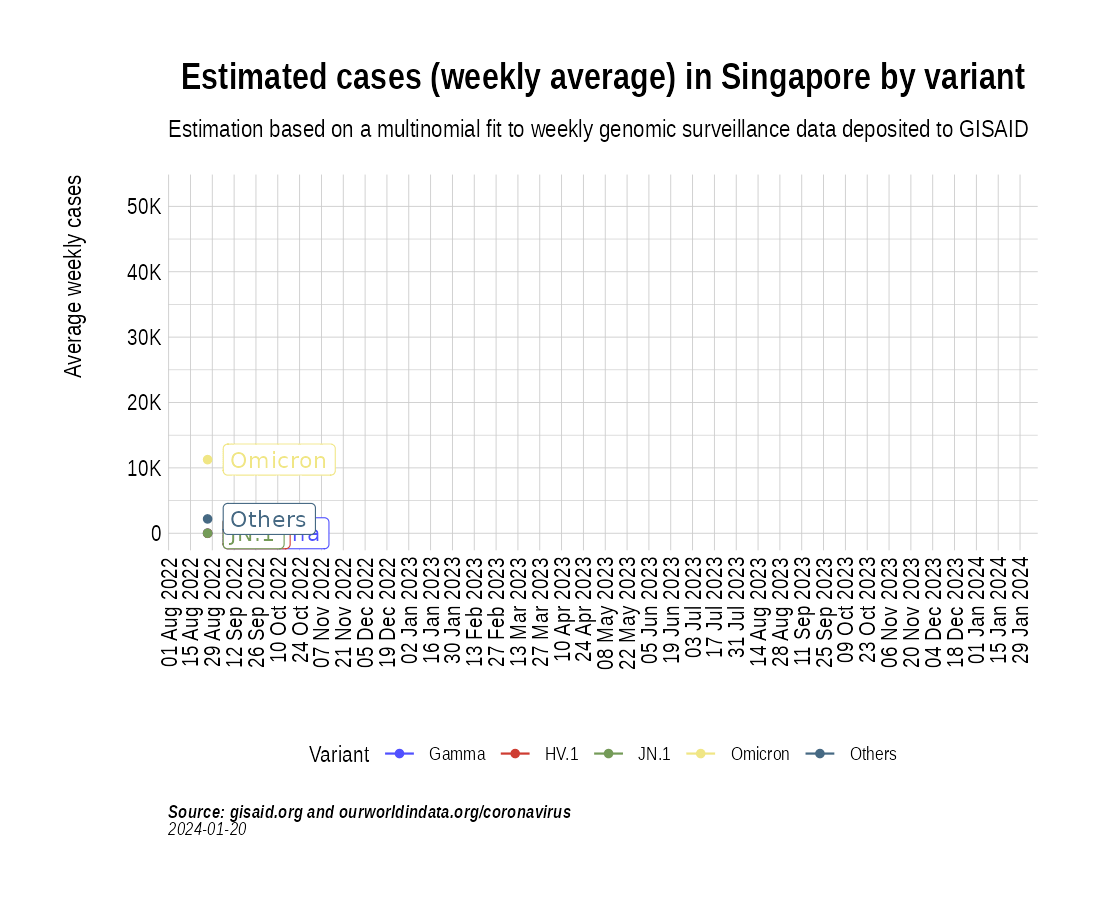 Estimated cases (weekly average) in Singapore by variant
Estimation based on a multinomial fit to weekly genomic surveillance data deposited to GISAID
Average weekly cases
50K
40K
30K
20K
10K
0
Omicron
Others
JN.1
na
01 Aug 2022
15 Aug 2022
29 Aug 2022
12 Sep 2022
26 Sep 2022
10 Oct 2022
24 Oct 2022
07 Nov 2022
21 Nov 2022
05 Dec 2022
19 Dec 2022
02 Jan 2023
16 Jan 2023
30 Jan 2023
13 Feb 2023
27 Feb 2023
13 Mar 2023
27 Mar 2023
10 Apr 2023
24 Apr 2023
08 May 2023
22 May 2023
05 Jun 2023
19 Jun 2023
03 Jul 2023
17 Jul 2023
31 Jul 2023
14 Aug 2023
28 Aug 2023
11 Sep 2023
25 Sep 2023
09 Oct 2023
23 Oct 2023
06 Nov 2023
20 Nov 2023
04 Dec 2023
18 Dec 2023
01 Jan 2024
15 Jan 2024
29 Jan 2024
Variant Gamma HV.1 JN.1 Omicron Others
Source: gisaid.org and ourworldindata.org/coronavirus
2024-01-20